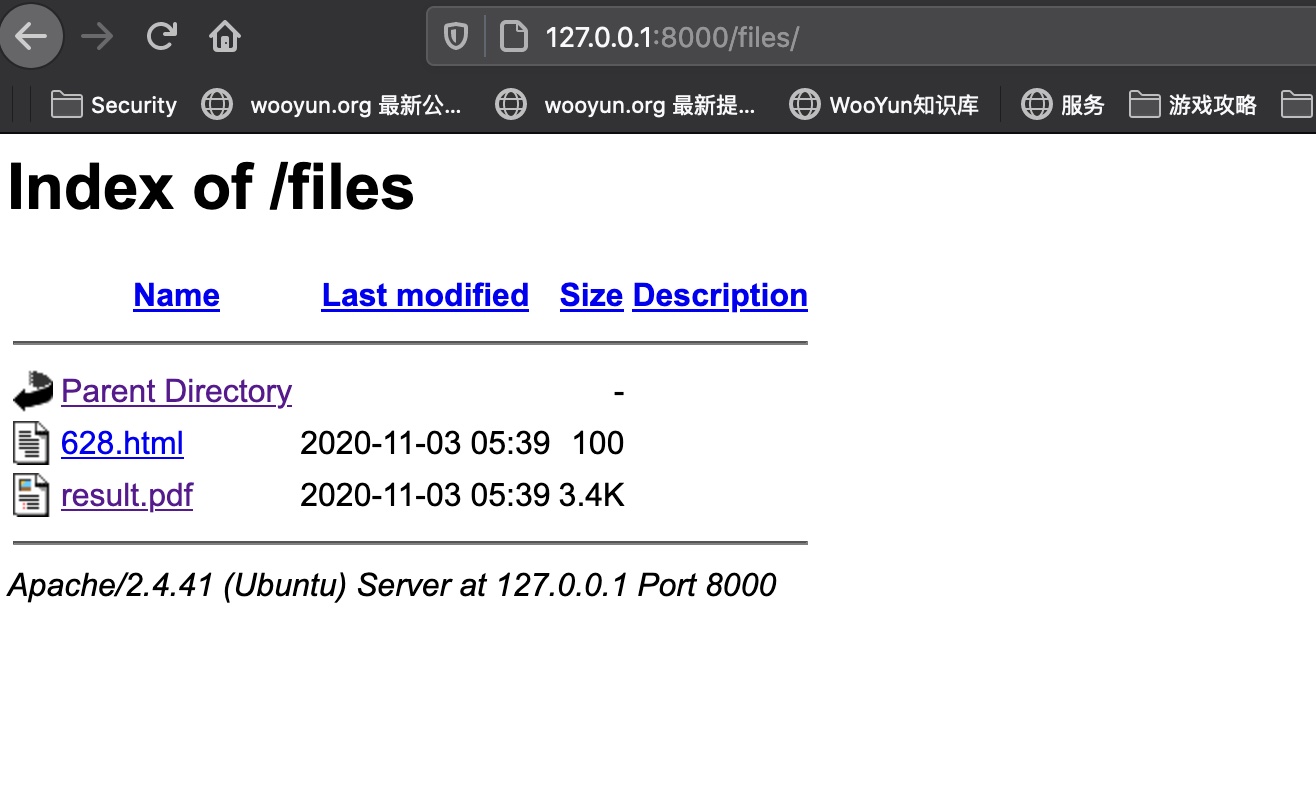 127.0.0.1:8000/files/
Security wooyun.org 最新公... wooyun.org 最新提... WooYun知识库 服务 游戏攻略
Index of /files
Name Last modified Size Description
Parent Directory -
628.html 2020-11-03 05:39 100
result.pdf 2020-11-03 05:39 3.4K
Apache/2.4.41 (Ubuntu) Server at 127.0.0.1 Port 8000